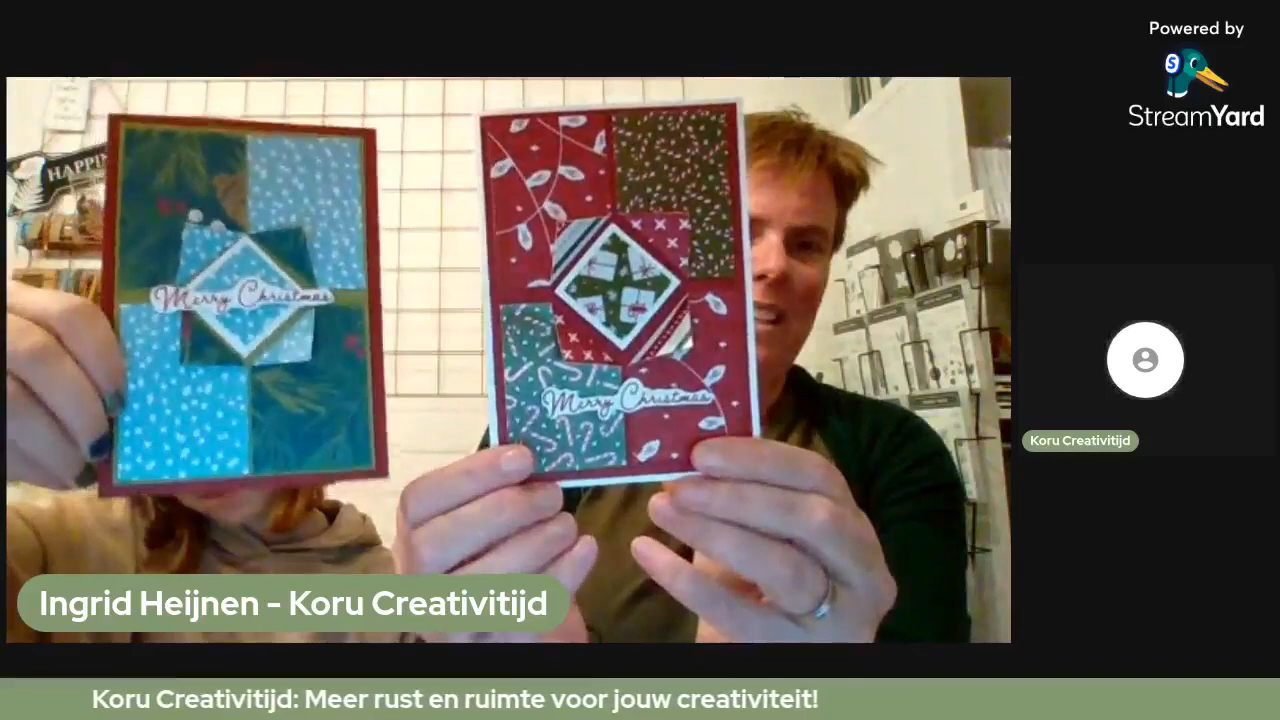 Powered by
S
StreamYard
HAPPIN
Merry Christmas
Merry Christmas
Koru Creativitijd
Ingrid Heijnen - Koru Creativitijd
Koru Creativitijd: Meer rust en ruimte voor jouw creativiteit!